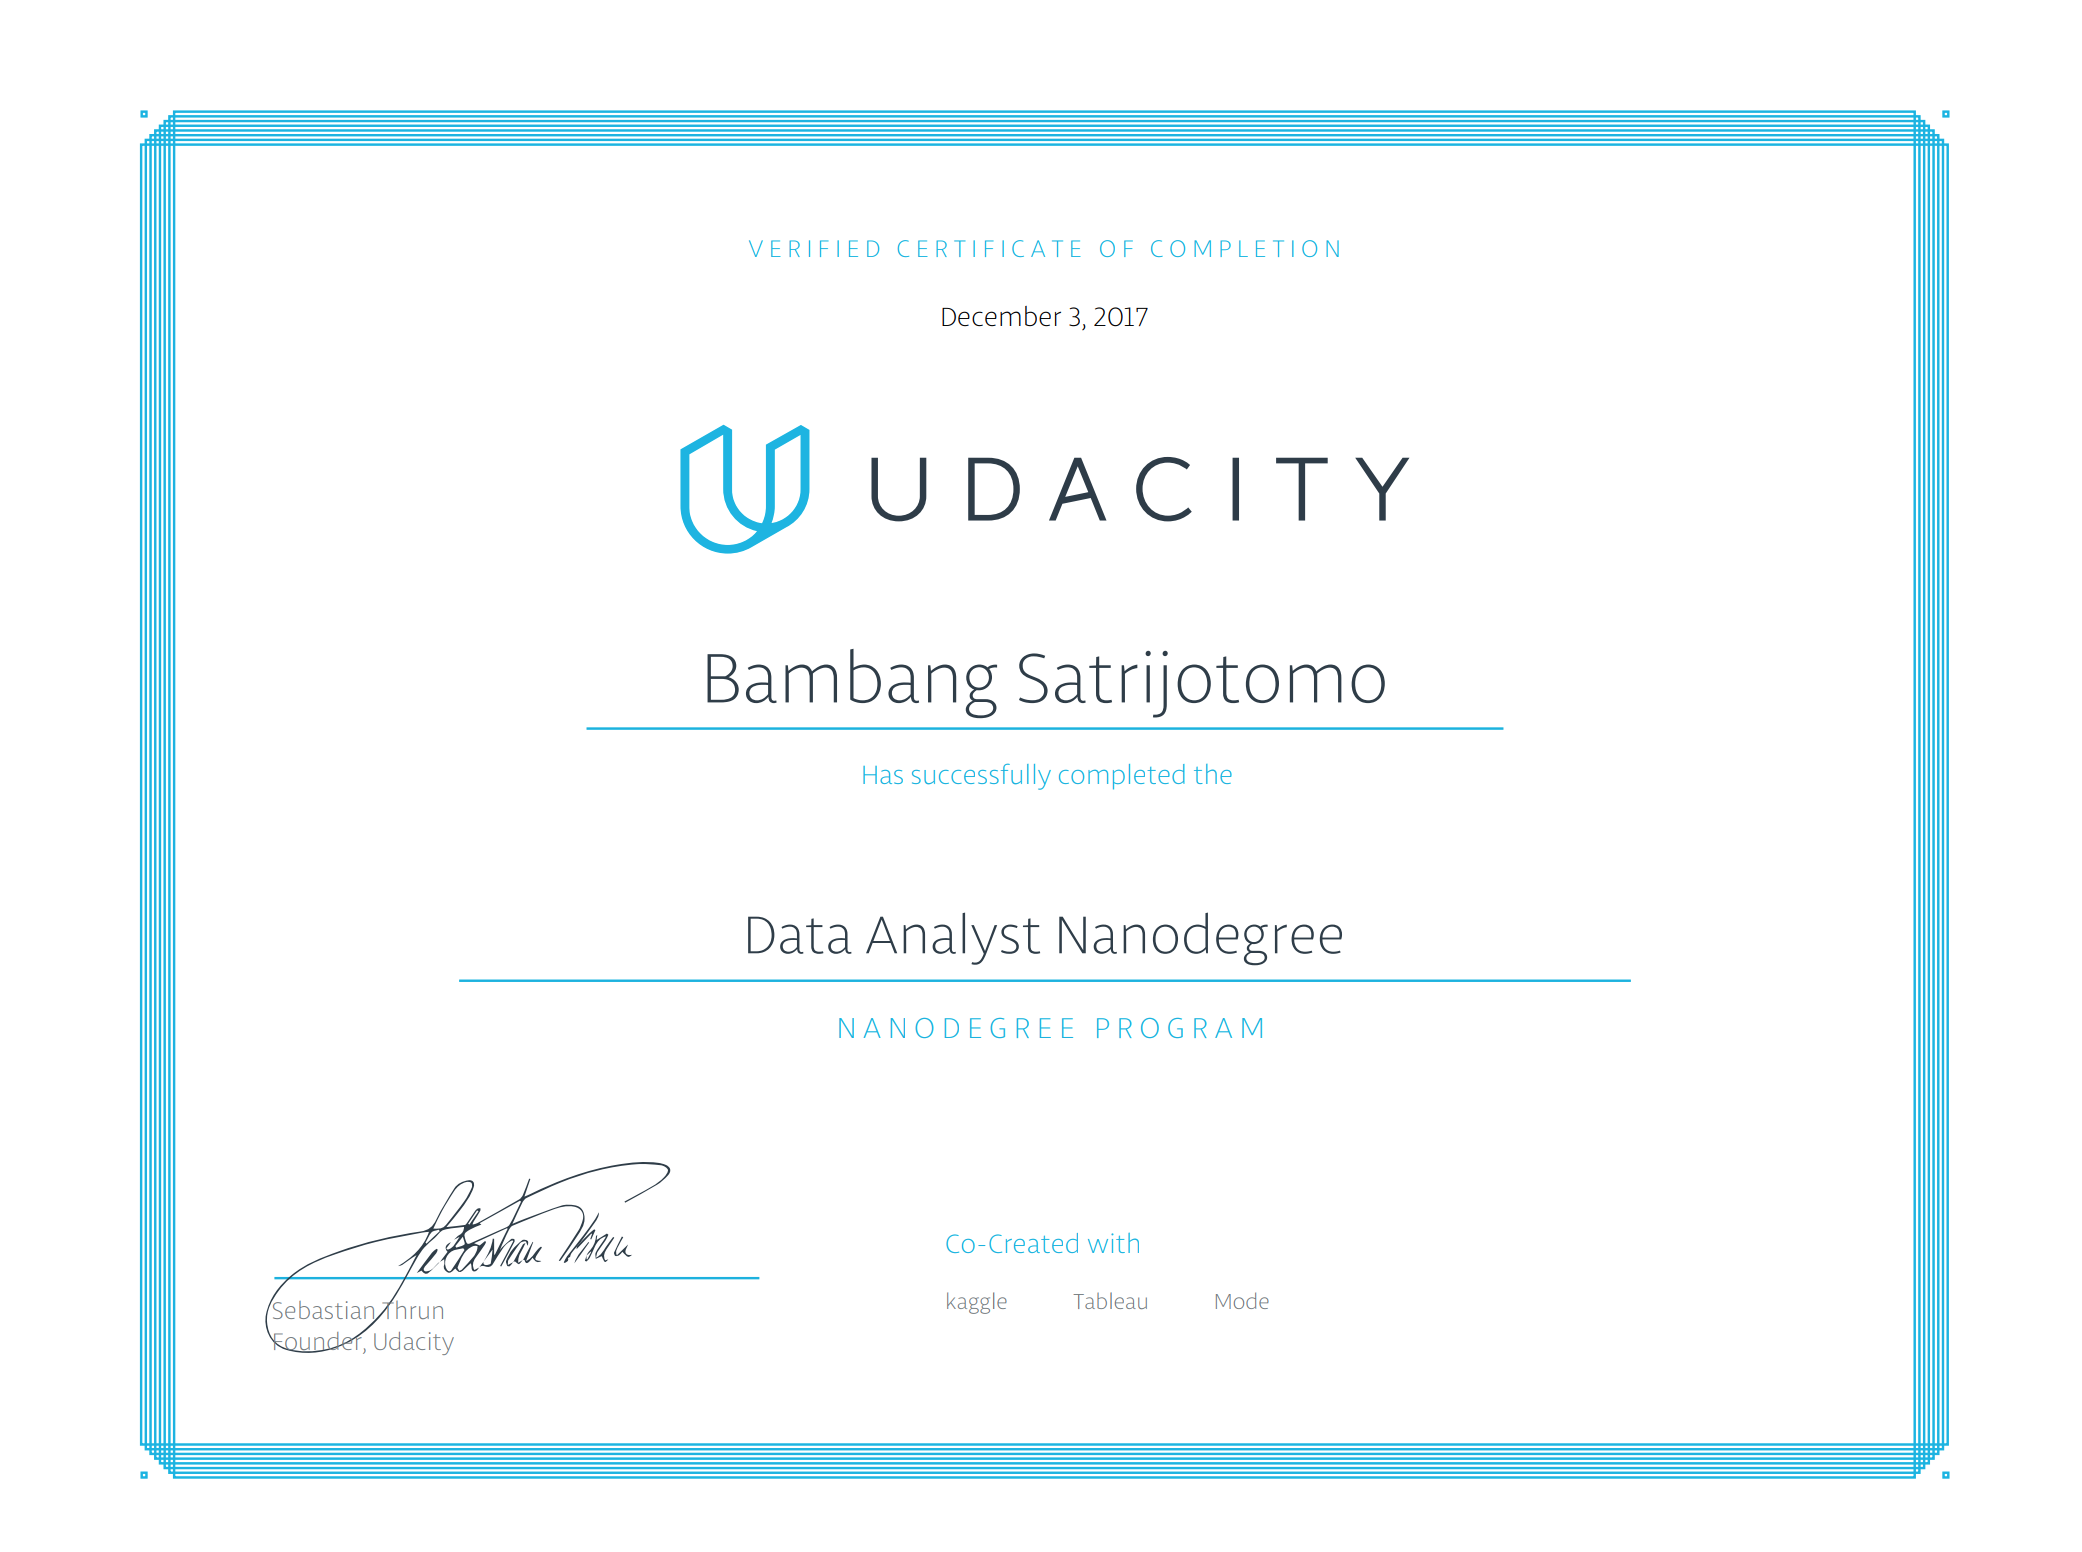 VERIFIED CERTIFICATE OF COMPLETION
December 3, 2017
UDACITY
Bambang Satrijotomo
Has successfully completed the
Data Analyst Nanodegree
NANODEGREE PROGRAM
Sebastian Thrun
Sebastian Thrun
Founder, Udacity
Co-Created with
kaggle Tableau Mode